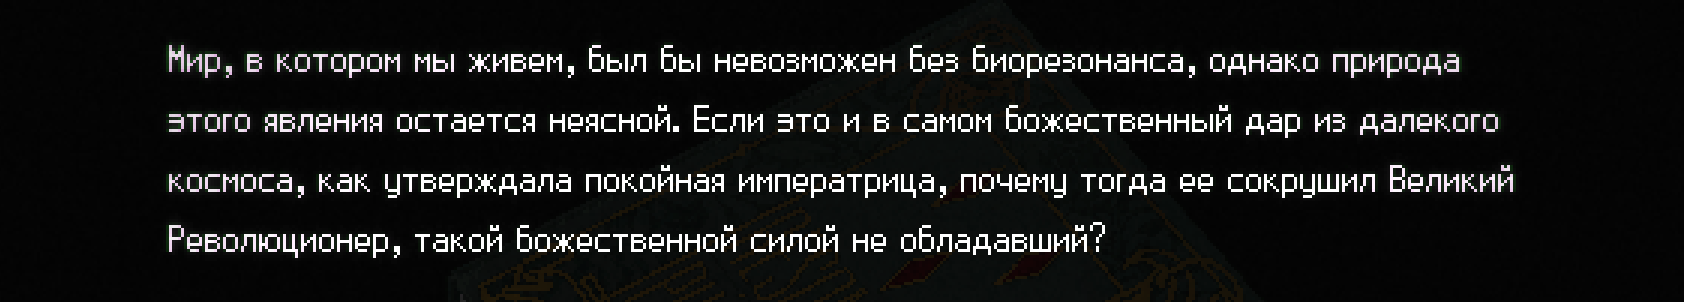 Мир, в котором мы живем, был бы невозможен без биорезонанса, однако природа
этого явления остается неясной. Если это и в самом божественный дар из далекого
космоса, как утверждала покойная императрица, почему тогда ее сокрушил Великий
Революционер, такой божественной силой не обладавший?